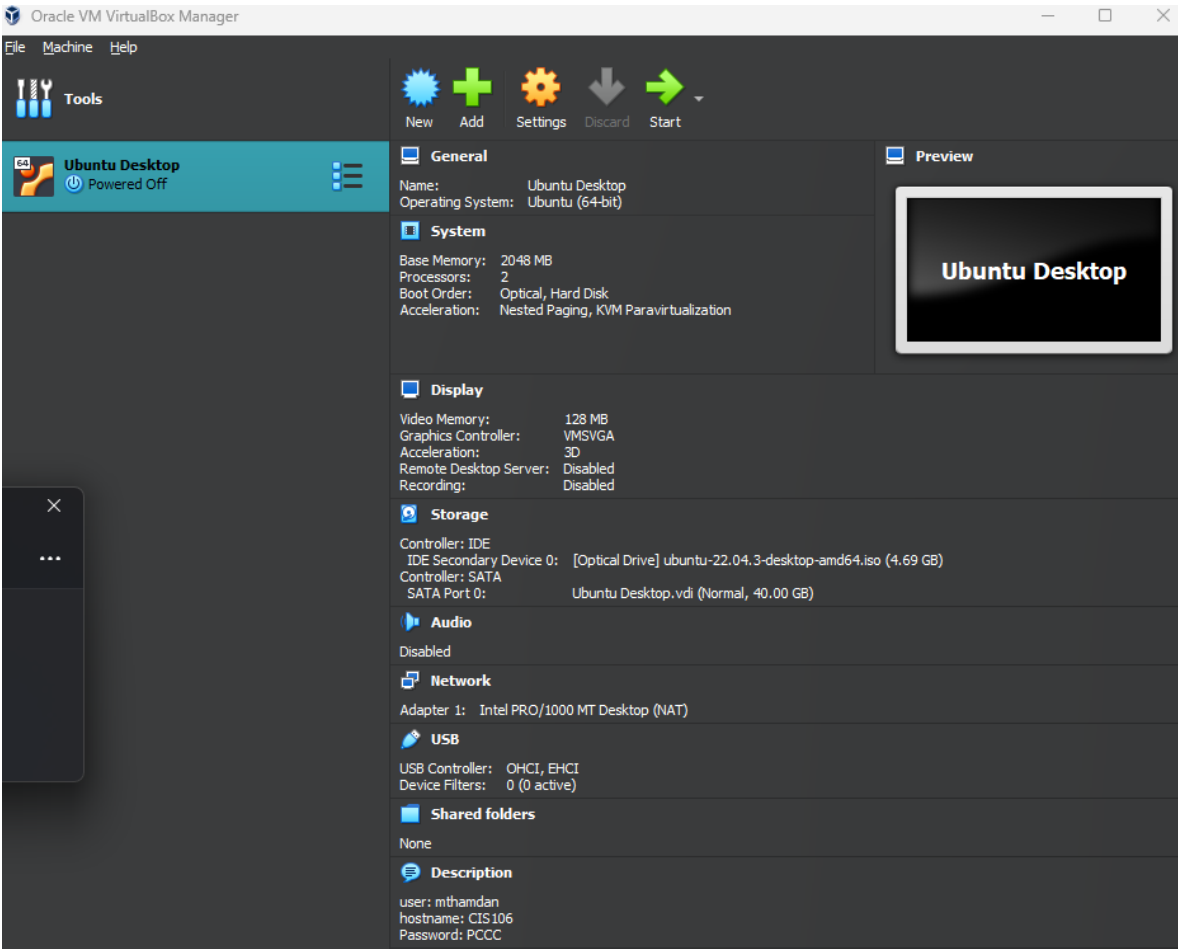 Oracle VM VirtualBox Manager
File Machine Help
Tools
New Add Settings Discard Start
64
Ubuntu Desktop
Powered Off
General
Name: Ubuntu Desktop
Operating System: Ubuntu (64-bit)
Preview
Ubuntu Desktop
System
Base Memory: 2048 MB
Processors: 2
Boot Order: Optical, Hard Disk
Acceleration: Nested Paging, KVM Paravirtualization
Display
Video Memory: 128 MB
Graphics Controller: VMSVGA
Acceleration: 3D
Remote Desktop Server: Disabled
Recording: Disabled
Storage
Controller: IDE
IDE Secondary Device 0: [Optical Drive] ubuntu-22.04.3-desktop-amd64.iso (4.69 GB)
Controller: SATA
SATA Port 0: Ubuntu Desktop.vdi (Normal, 40.00 GB)
Audio
Disabled
Network
Adapter 1: Intel PRO/1000 MT Desktop (NAT)
USB
USB Controller: OHCI, EHCI
Device Filters: 0 (0 active)
Shared folders
None
Description
user: mthamdan
hostname: CIS106
Password: PCCC